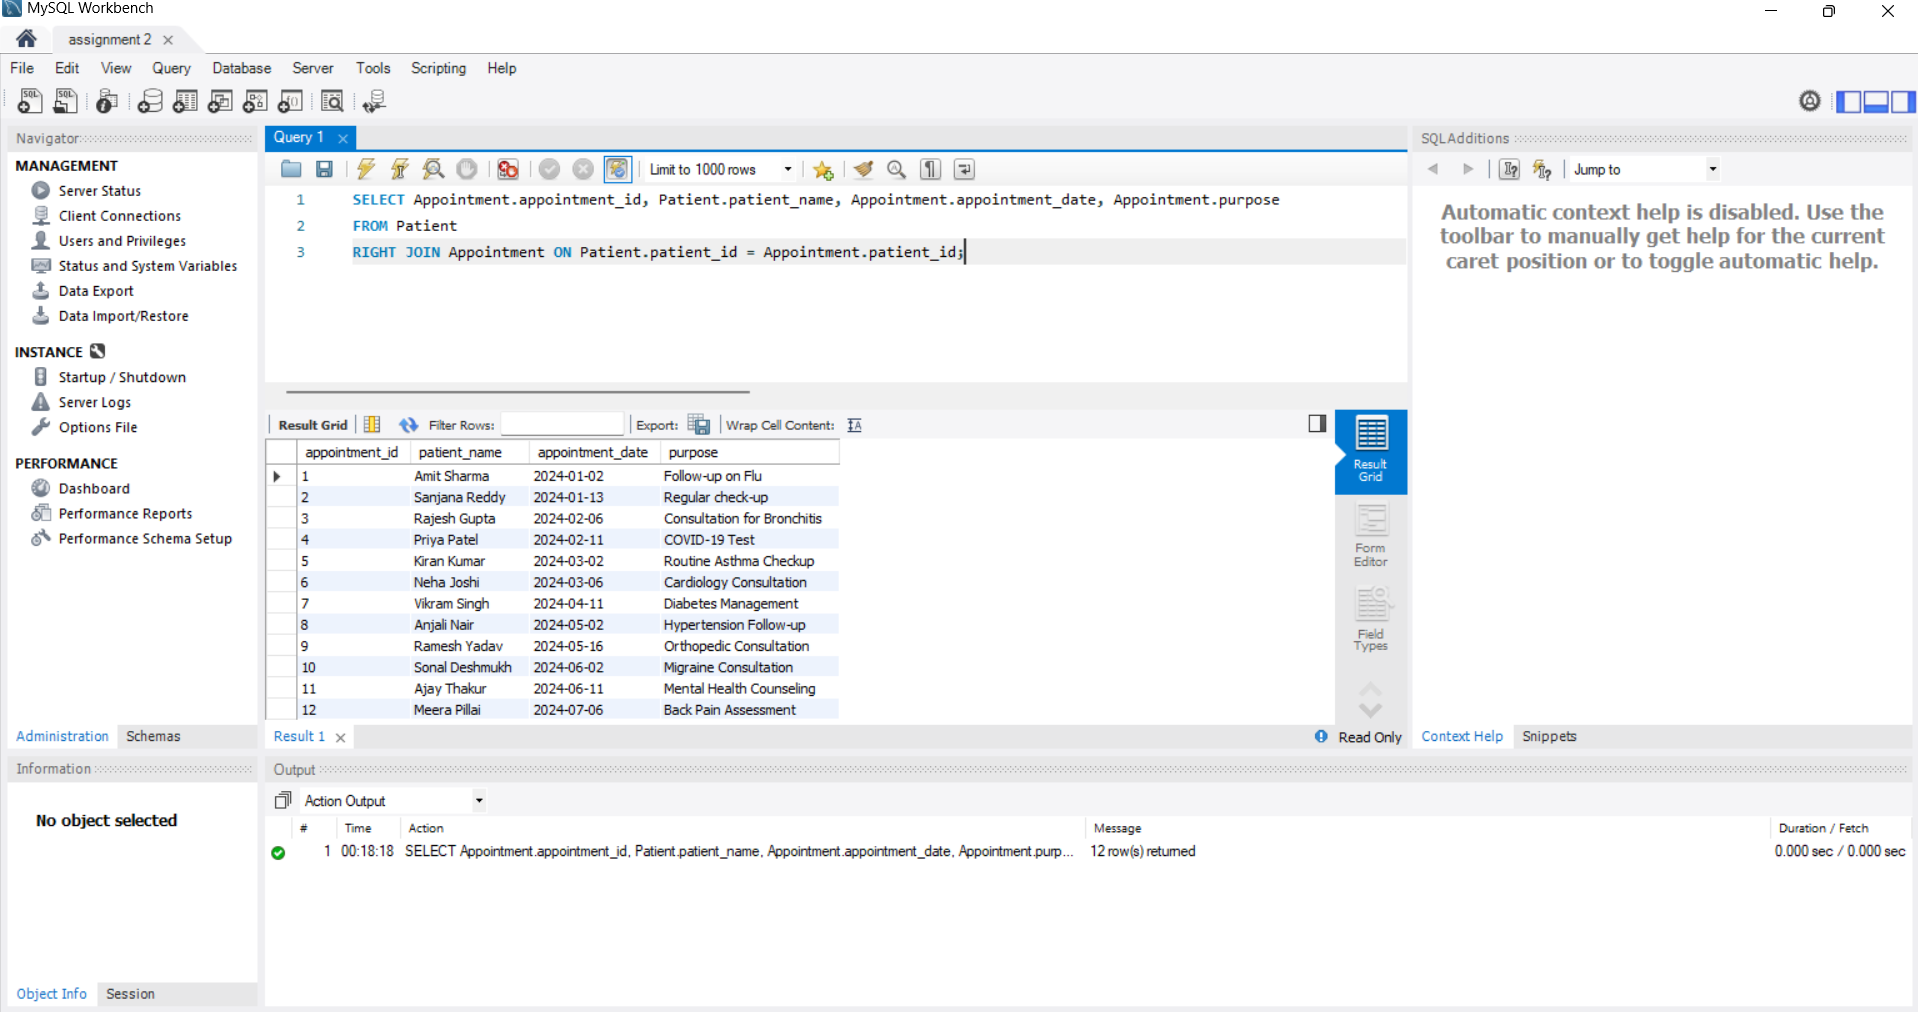 MySQL Workbench
assignment 2
File Edit View Query Database Server Tools Scripting Help
Navigator
MANAGEMENT
Server Status
Client Connections
Users and Privileges
Status and System Variables
Data Export
Data Import/Restore
INSTANCE
Startup / Shutdown
Server Logs
Options File
PERFORMANCE
Dashboard
Performance Reports
Performance Schema Setup
Administration Schemas
Query 1
Limit to 1000 rows
1 SELECT Appointment.appointment_id, Patient.patient_name, Appointment.appointment_date, Appointment.purpose
2 FROM Patient
3 RIGHT JOIN Appointment ON Patient.patient_id = Appointment.patient_id;
Result Grid Filter Rows: Export: Wrap Cell Content:
appointment_id patient_name appointment_date purpose
1 Amit Sharma 2024-01-02 Follow-up on Flu
2 Sanjana Reddy 2024-01-13 Regular check-up
3 Rajesh Gupta 2024-02-06 Consultation for Bronchitis
4 Priya Patel 2024-02-11 COVID-19 Test
5 Kiran Kumar 2024-03-02 Routine Asthma Checkup
6 Neha Joshi 2024-03-06 Cardiology Consultation
7 Vikram Singh 2024-04-11 Diabetes Management
8 Anjali Nair 2024-05-02 Hypertension Follow-up
9 Ramesh Yadav 2024-05-16 Orthopedic Consultation
10 Sonal Deshmukh 2024-06-02 Migraine Consultation
11 Ajay Thakur 2024-06-11 Mental Health Counseling
12 Meera Pillai 2024-07-06 Back Pain Assessment
Result
Grid
Form
Editor
Field
Types
Result 1
Read Only
SQLAdditions
Jump to
Automatic context help is disabled. Use the
toolbar to manually get help for the current
caret position or to toggle automatic help.
Context Help Snippets
Information
No object selected
Object Info Session
Output
Action Output
# Time Action Message Duration / Fetch
1 00:18:18 SELECT Appointment.appointment_id, Patient.patient_name, Appointment.appointment_date, Appointment.purp... 12 row(s) returned 0.000 sec / 0.000 sec